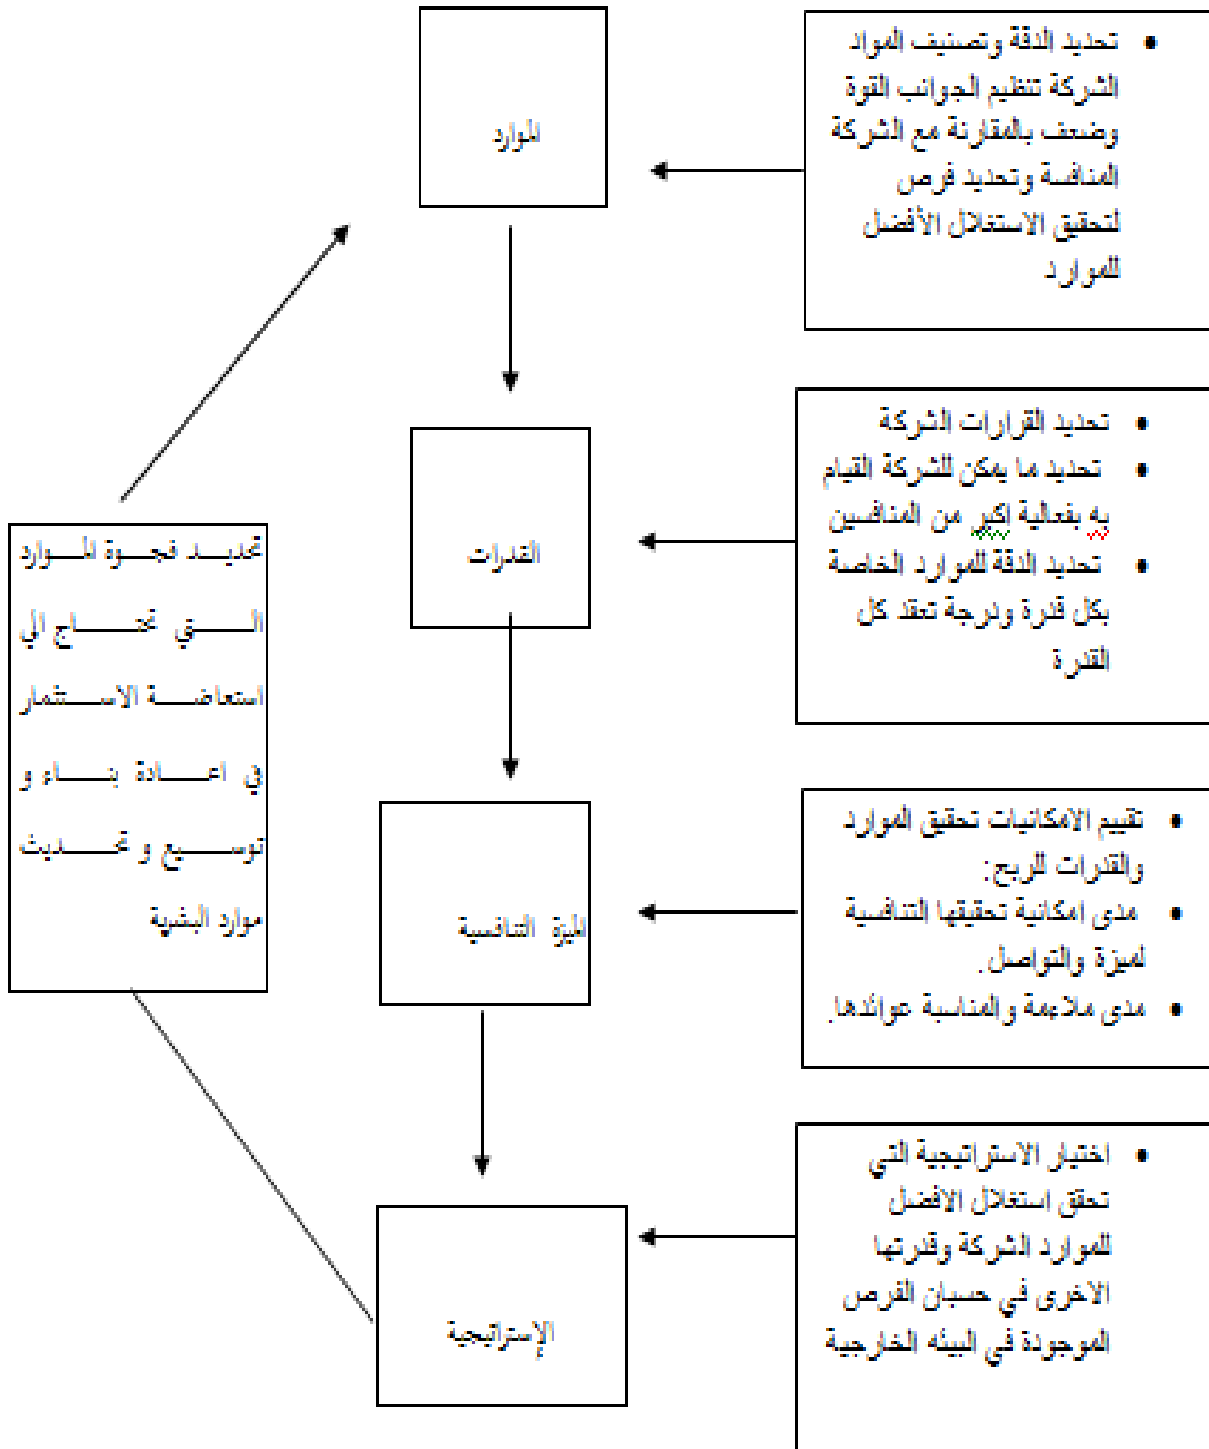 الموارد
تحديد الدقة وتصنيف المواد
الشركة تنظيم الجوانب القوة
وضعف بالمقارنة مع الشركة
المنافسة وتحديد فرص
لتحقيق الاستغلال الأفضل
للموارد
القدرات
تحديد القرارات الشركة
تحديد ما يمكن للشركة القيام
به بفعالية اكبر من المنافسين
تحديد الدقة للموارد الخاصة
بكل قدرة ودرجة تعقد كل
القدرة
الميزة التنافسية
تقييم الامكانيات تحقيق الموارد
والقدرات للربح:
مدى امكانية تحقيقها التنافسية
لميزة والتواصل.
مدى ملاءمة والمناسبة عوائدها.
الإستراتيجية
اختيار الاستراتيجية التي
تحقق استغلال الافضل
للموارد الشركة وقدرتها
الاخرى في حسبان الفرص
الموجودة في البيئه الخارجية
تحديد فجوة الموارد
التي تحتاج الي
استعاضة الاستثمار
في اعادة بناء و
توسيع و تحديث
موارد البشرية